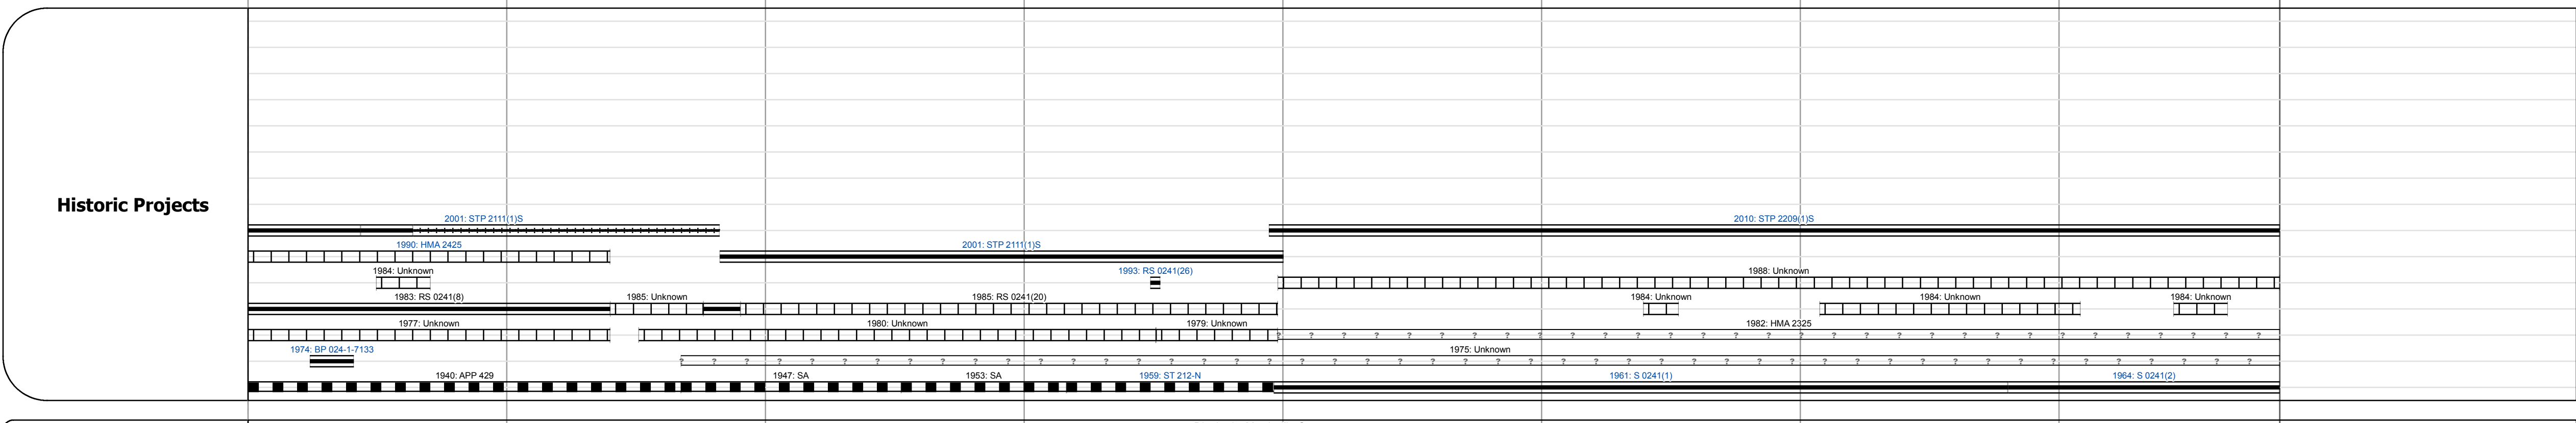 Historic Projects
2001: STP 2111(1)S
2010: STP 2209(1)S
1990: HMA 2425
2001: STP 2111(1)S
1984: Unknown
1993: RS 0241(26)
1988: Unknown
1983: RS 0241(8)
1985: Unknown
1985: RS 0241(20)
1984: Unknown
1984: Unknown
1984: Unknown
1977: Unknown
1980: Unknown
1979: Unknown
1982: HMA 2325
1974: BP 024-1-7133
1975: Unknown
1940: APP 429
1947: SA
1953: SA
1959: ST 212-N
1961: S 0241(1)
1964: S 0241(2)